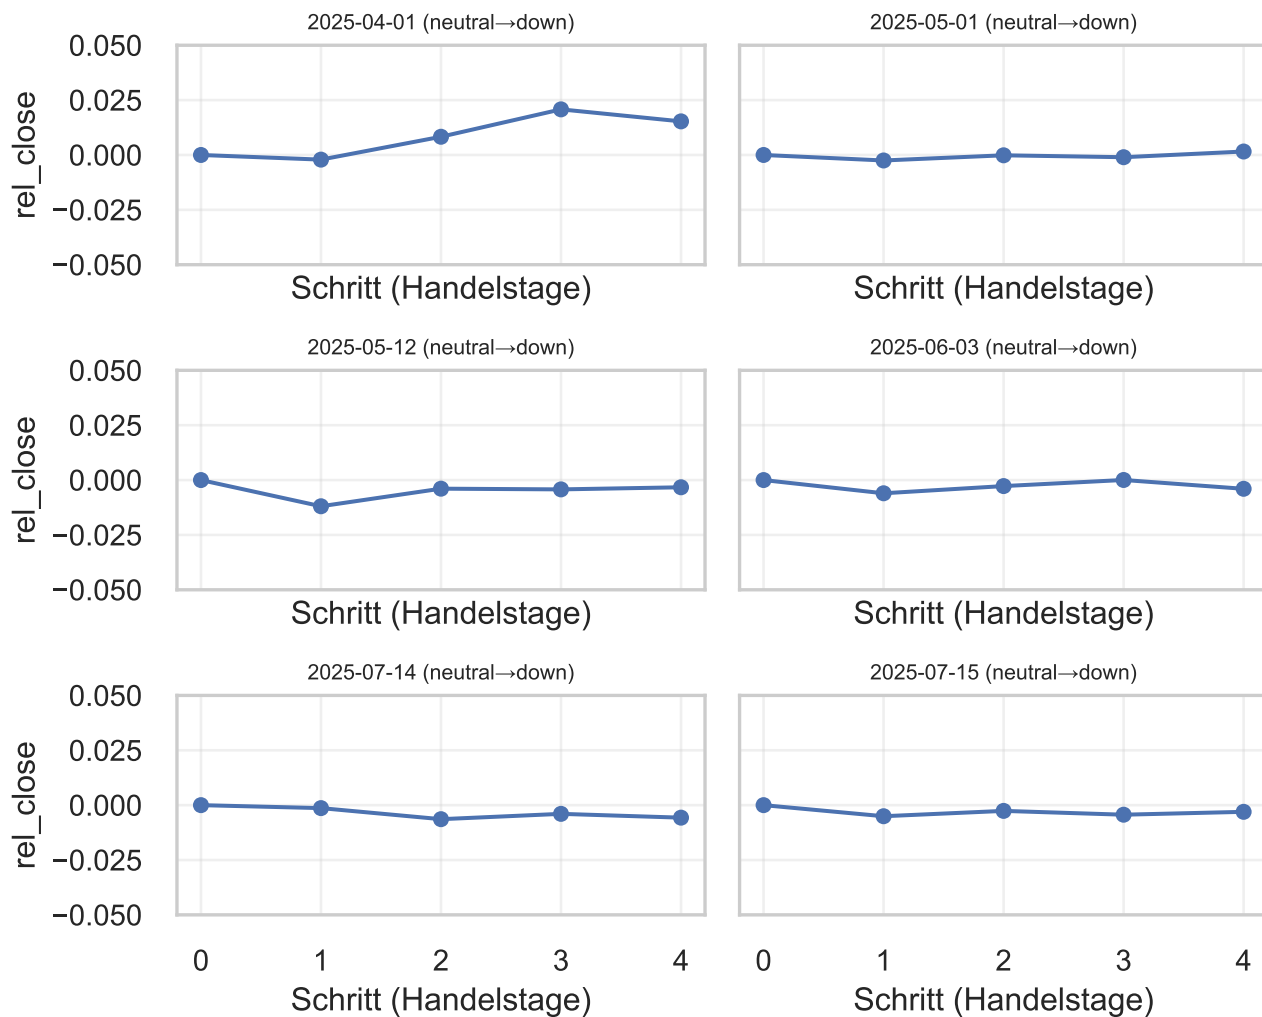 2025-04-01 (neutral→down)
0.050
0.025
0.000
−0.025
−0.050
rel_close
Schritt (Handelstage)
2025-05-01 (neutral→down)
Schritt (Handelstage)
2025-05-12 (neutral→down)
0.050
0.025
0.000
−0.025
−0.050
rel_close
Schritt (Handelstage)
2025-06-03 (neutral→down)
Schritt (Handelstage)
2025-07-14 (neutral→down)
0.050
0.025
0.000
−0.025
−0.050
rel_close
0 1 2 3 4
Schritt (Handelstage)
2025-07-15 (neutral→down)
0 1 2 3 4
Schritt (Handelstage)